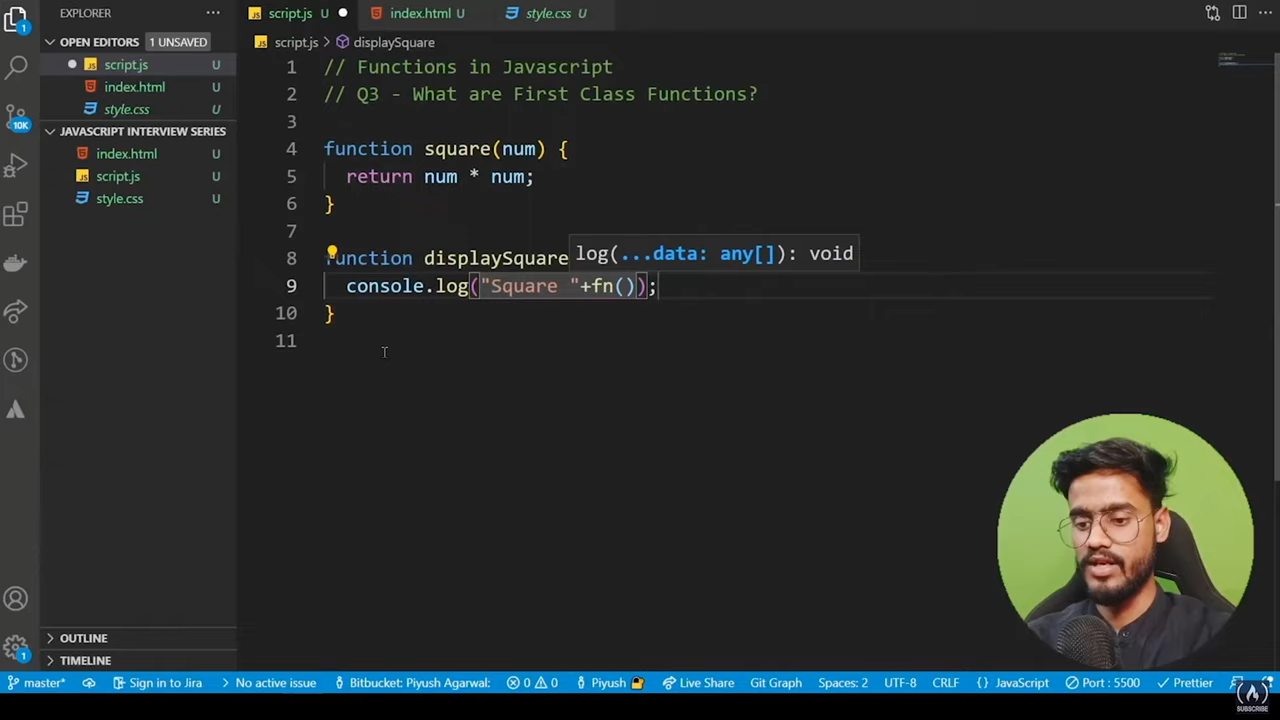 EXPLORER
script.js U
index.html U
style.css U
OPEN EDITORS 1 UNSAVED
script.js > displaySquare
script.js U
index.html U
style.css U
JAVASCRIPT INTERVIEW SERIES
index.html U
script.js U
style.css U
1 // Functions in Javascript
2 // Q3 - What are First Class Functions?
3
4 function square(num) {
5 return num * num;
6 }
7
8 function displaySquare
log(...data: any[]): void
9 console.log("Square "+fn());
10 }
11
1
10K
1
OUTLINE
TIMELINE
master* Sign in to Jira No active issue Bitbucket: Piyush Agarwal: 0 0 Piyush Live Share Git Graph Spaces: 2 UTF-8 CRLF {} JavaScript Port : 5500 Prettier
SUBSCRIBE